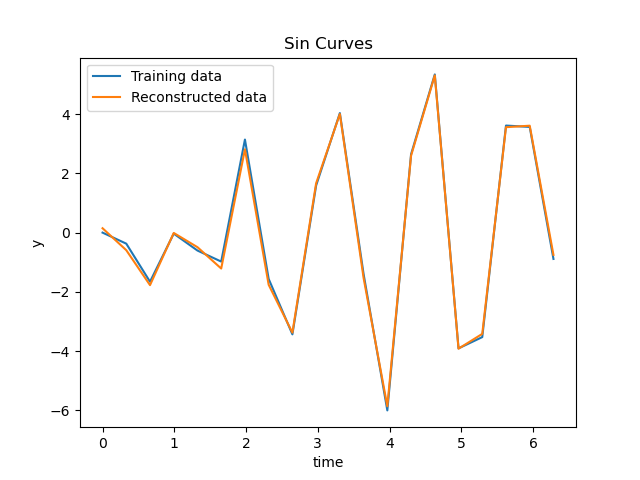 Sin Curves
Training data
Reconstructed data
4
2
0
−2
−4
−6
y
0 1 2 3 4 5 6
time